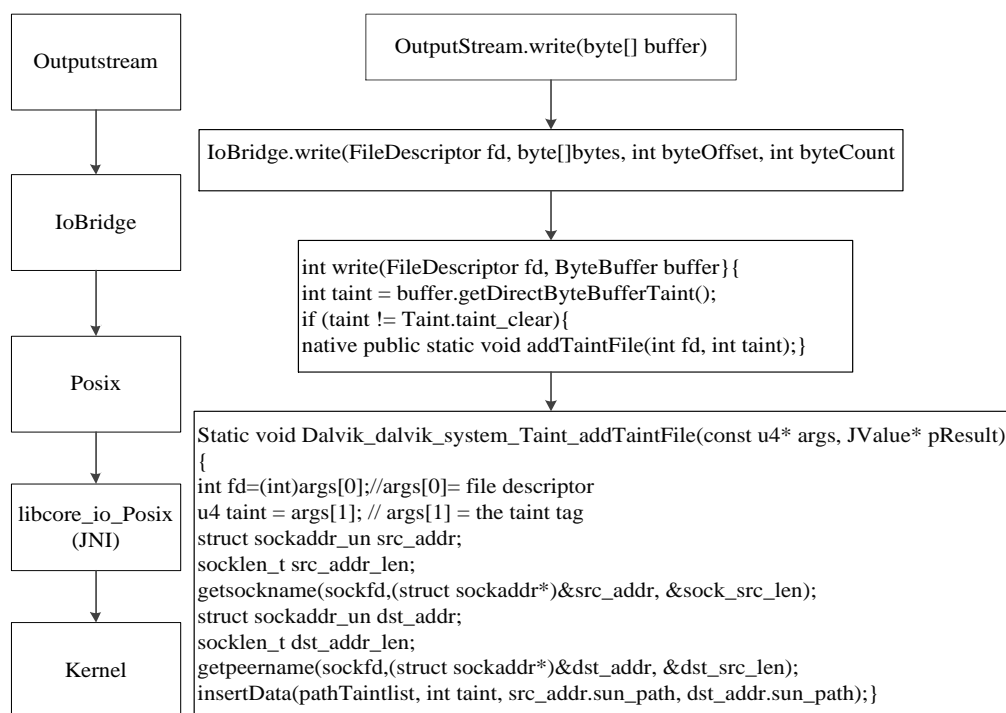 Outputstream
IoBridge
Posix
libcore_io_Posix
(JNI)
Kernel
OutputStream.write(byte[] buffer)
IoBridge.write(FileDescriptor fd, byte[]bytes, int byteOffset, int byteCount
int write(FileDescriptor fd, ByteBuffer buffer}{
int taint = buffer.getDirectByteBufferTaint();
if (taint != Taint.taint_clear){
native public static void addTaintFile(int fd, int taint);}
Static void Dalvik_dalvik_system_Taint_addTaintFile(const u4* args, JValue* pResult)
{
int fd=(int)args[0];//args[0]= file descriptor
u4 taint = args[1]; // args[1] = the taint tag
struct sockaddr_un src_addr;
socklen_t src_addr_len;
getsockname(sockfd,(struct sockaddr*)&src_addr, &sock_src_len);
struct sockaddr_un dst_addr;
socklen_t dst_addr_len;
getpeername(sockfd,(struct sockaddr*)&dst_addr, &dst_src_len);
insertData(pathTaintlist, int taint, src_addr.sun_path, dst_addr.sun_path);}